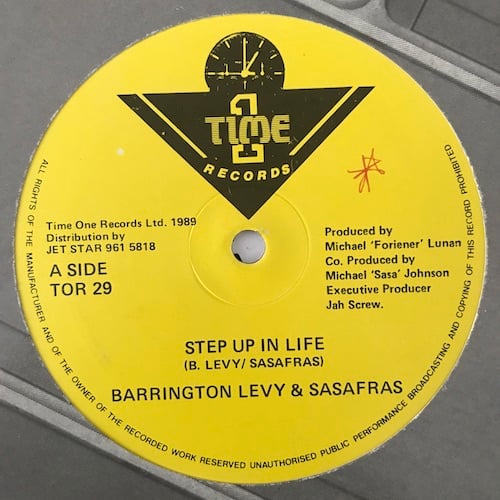 TIME
1
RECORDS
Time One Records Ltd. 1989
Distribution by
JET STAR 961 5818
A SIDE
TOR 29
Produced by
Michael 'Foriener' Lunan
Co. Produced by
Michael 'Sasa' Johnson
Executive Producer
Jah Screw.
STEP UP IN LIFE
(B. LEVY/ SASAFRAS)
BARRINGTON LEVY & SASAFRAS
ALL RIGHTS OF THE MANUFACTURER AND OF THE OWNER OF THE RECORDED WORK RESERVED UNAUTHORISED PUBLIC PERFORMANCE BROADCASTING AND COPYING OF THIS RECORD PROHIBITED